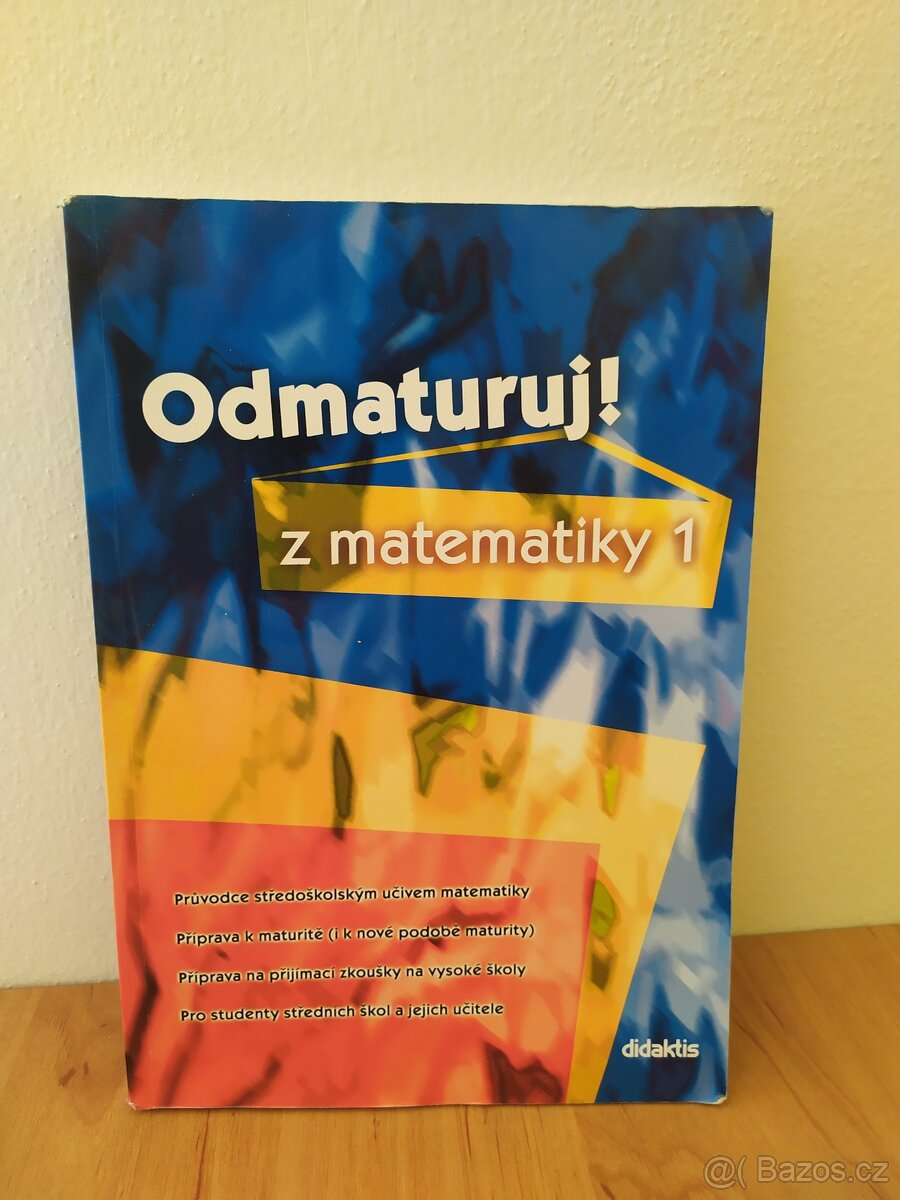 Odmaturuj!
z matematiky 1
Průvodce středoškolským učivem matematiky
Příprava k maturitě (i k nové podobě maturity)
Příprava na přijímací zkoušky na vysoké školy
Pro studenty středních škol a jejich učitele
didaktis
@( Bazos.cz